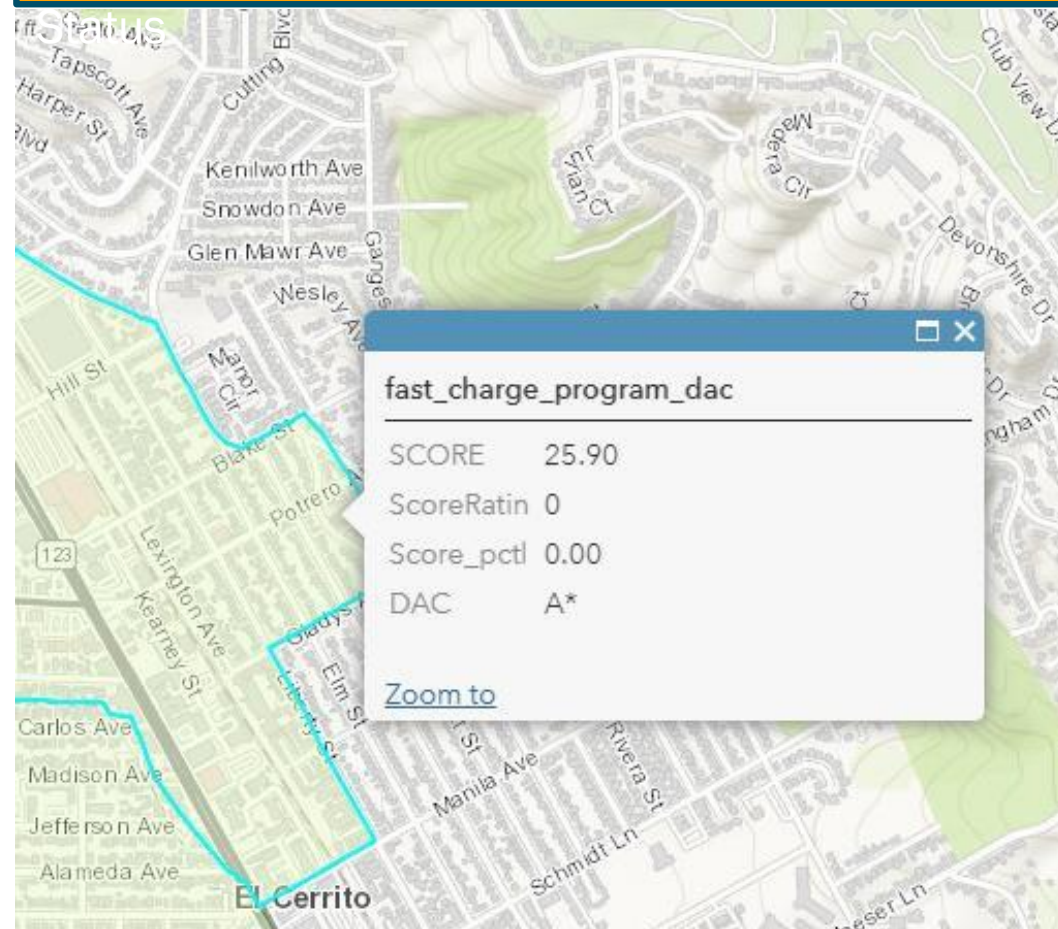 Status
Tapscott Ave
Harper St
Blvd
Cutting Blvd
Kenilworth Ave
Snowdon Ave
Glen Mawr Ave
Ganges
Wesley Ave
Evian Ct
Madera Cir
Club View Dr
Devonshire Dr
Manor Cir
Hill St
Blake St
Potrero
fast_charge_program_dac
SCORE 25.90
ScoreRatin 0
Score_pctl 0.00
DAC A*
Zoom to
123
Lexington Ave
Kearney St
Gladys
Liberty St
Elm St
Carlos Ave
Madison Ave
Jefferson Ave
Alameda Ave
El Cerrito
Manila Ave
Rivera St
Schmidt Ln